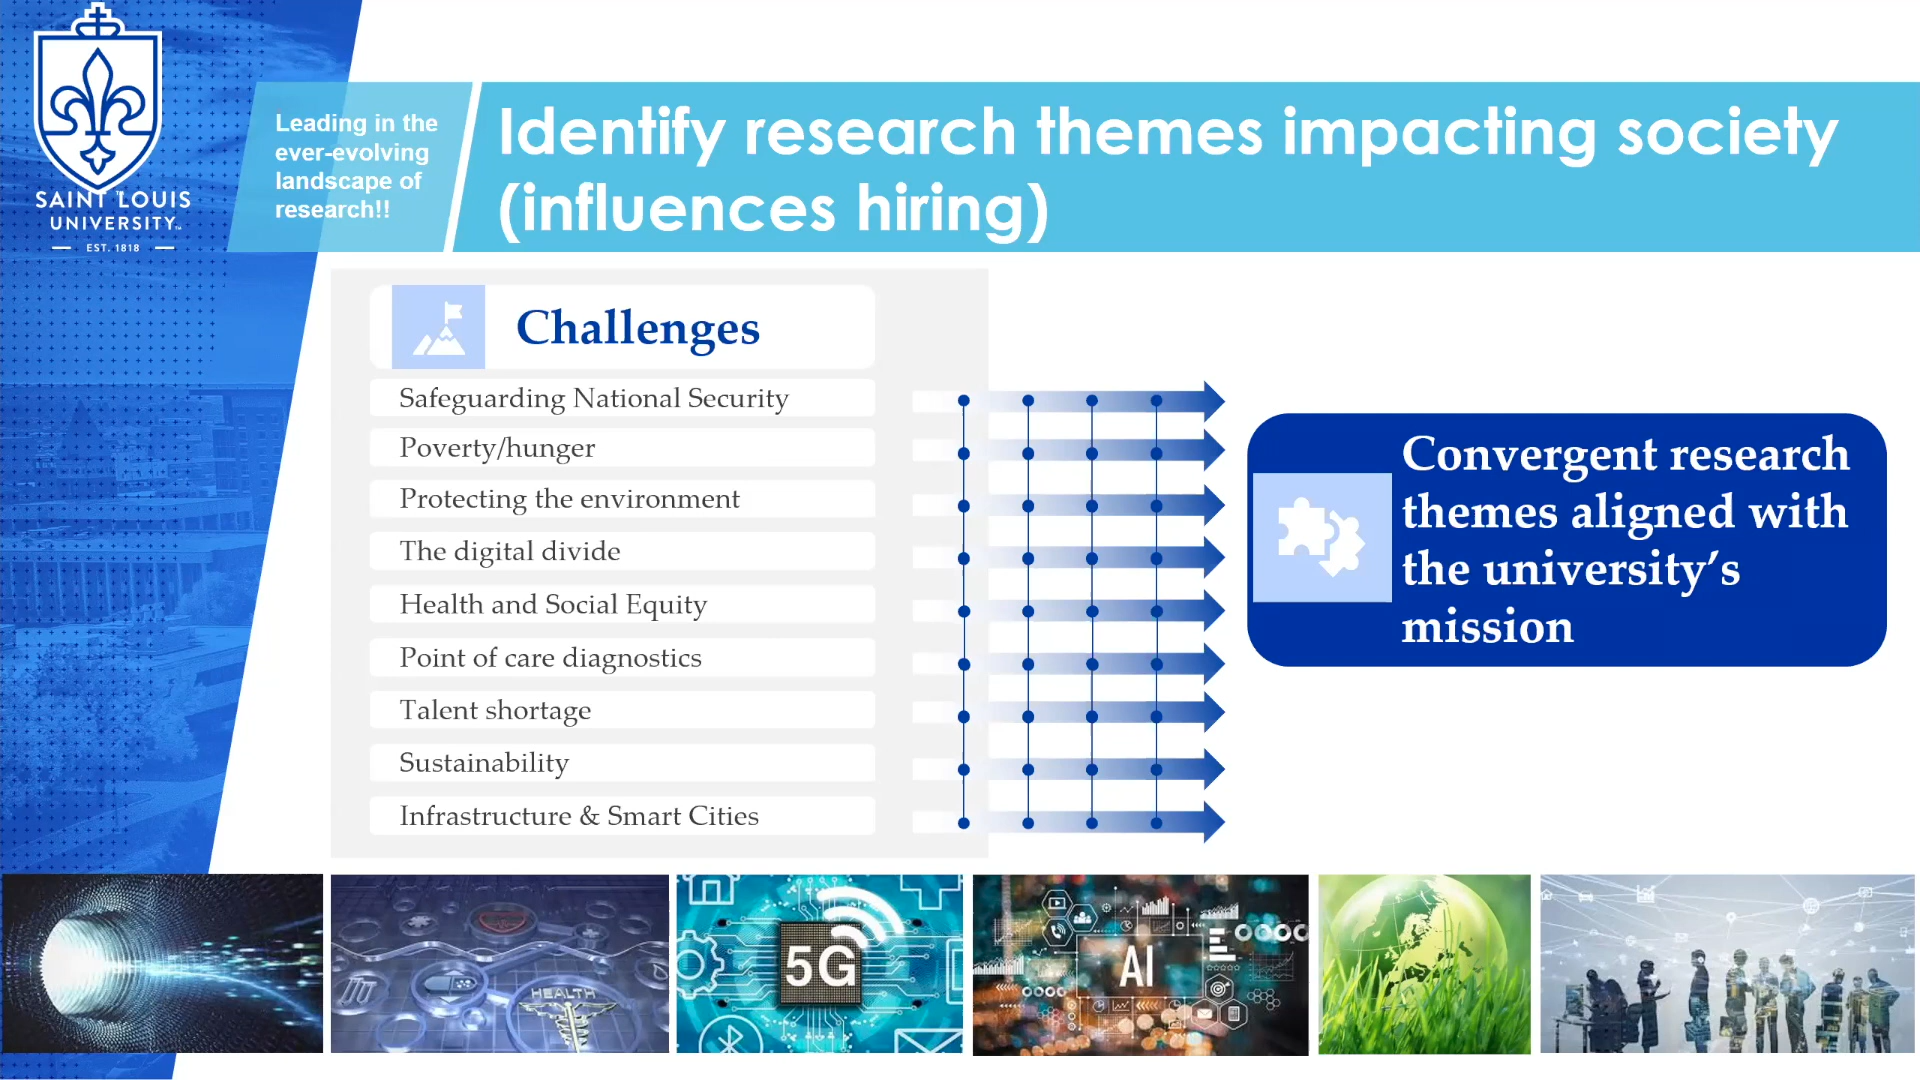 SAINT LOUIS
UNIVERSITY
EST. 1818
Leading in the
ever-evolving
landscape of
research!!
Identify research themes impacting society
(influences hiring)
Challenges
Safeguarding National Security
Poverty/hunger
Protecting the environment
The digital divide
Health and Social Equity
Point of care diagnostics
Talent shortage
Sustainability
Infrastructure & Smart Cities
Convergent research
themes aligned with
the university’s
mission
HEALTH
5G
AI